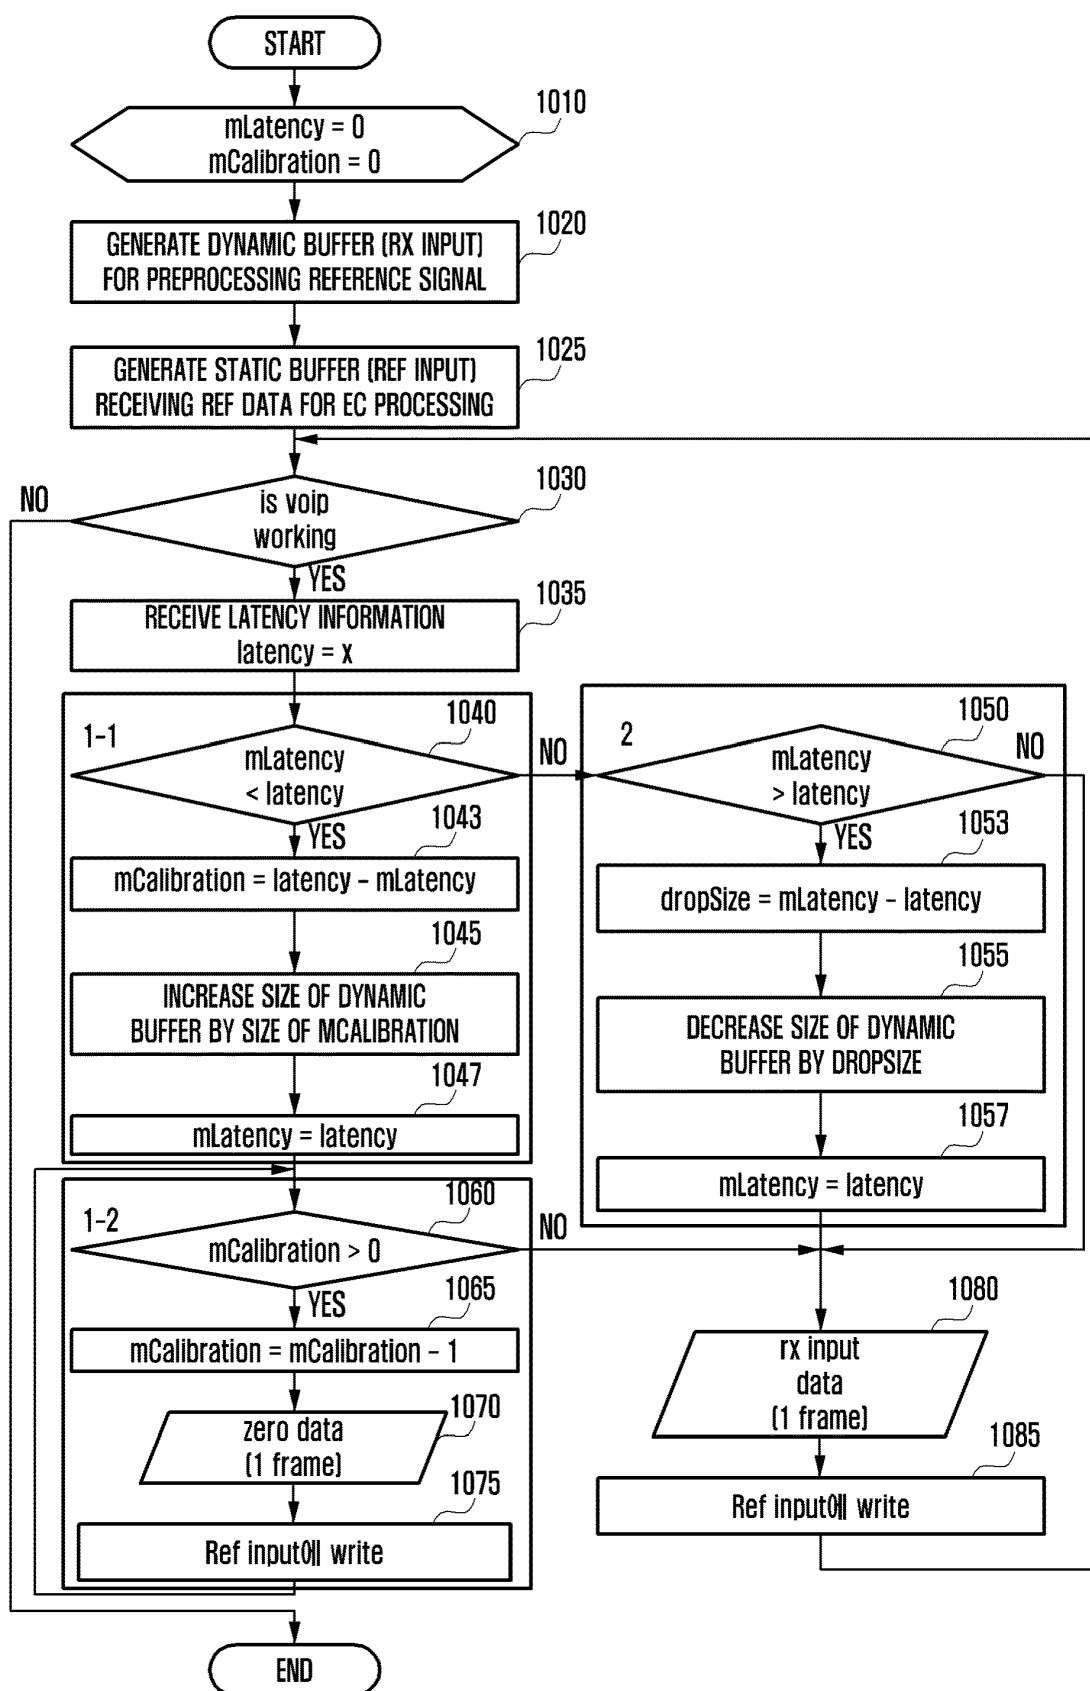 START
1010
mLatency = 0
mCalibration = 0
1020
GENERATE DYNAMIC BUFFER (RX INPUT)
FOR PREPROCESSING REFERENCE SIGNAL
1025
GENERATE STATIC BUFFER (REF INPUT)
RECEIVING REF DATA FOR EC PROCESSING
1030
NO
is voip
working
YES
1035
RECEIVE LATENCY INFORMATION
latency = x
1-1
1040
mLatency
< latency
NO
YES
1043
mCalibration = latency - mLatency
1045
INCREASE SIZE OF DYNAMIC
BUFFER BY SIZE OF MCALIBRATION
1047
mLatency = latency
2
1050
mLatency
> latency
NO
YES
1053
dropSize = mLatency - latency
1055
DECREASE SIZE OF DYNAMIC
BUFFER BY DROPSIZE
1057
mLatency = latency
1-2
1060
mCalibration > 0
NO
YES
1065
mCalibration = mCalibration - 1
1070
zero data
(1 frame)
1075
Ref input에 write
1080
rx input
data
(1 frame)
1085
Ref input에 write
END